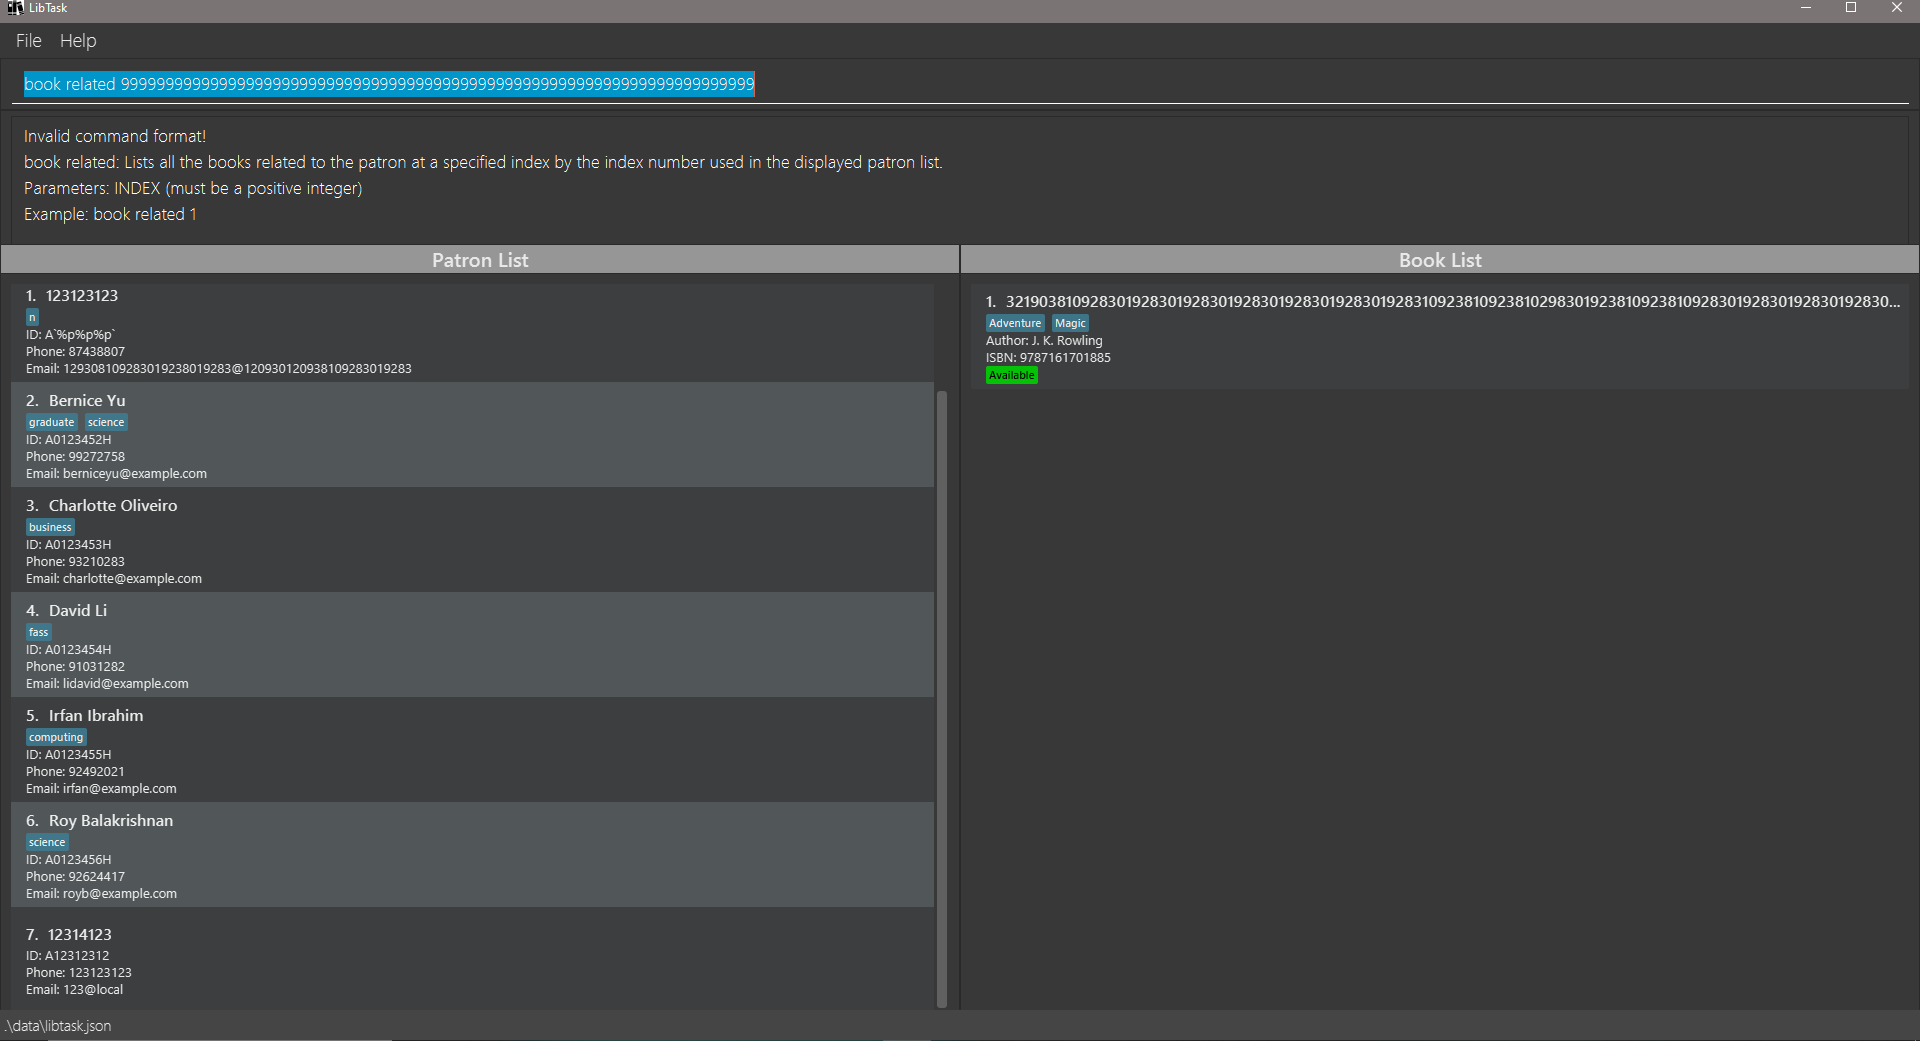 LibTask
File Help
Invalid command format!
book related: Lists all the books related to the patron at a specified index by the index number used in the displayed patron list.
Parameters: INDEX (must be a positive integer)
Example: book related 1
Patron List
1. 123123123
n
ID: A`%p%p%p`
Phone: 87438807
Email: 129308109283019238019283@120930120938109283019283
2. Bernice Yu
graduate science
ID: A0123452H
Phone: 99272758
Email: berniceyu@example.com
3. Charlotte Oliveiro
business
ID: A0123453H
Phone: 93210283
Email: charlotte@example.com
4. David Li
fass
ID: A0123454H
Phone: 91031282
Email: lidavid@example.com
5. Irfan Ibrahim
computing
ID: A0123455H
Phone: 92492021
Email: irfan@example.com
6. Roy Balakrishnan
science
ID: A0123456H
Phone: 92624417
Email: royb@example.com
7. 12314123
ID: A12312312
Phone: 123123123
Email: 123@local
Book List
1.
Adventure Magic
Author: J. K. Rowling
ISBN: 9787161701885
Available
.\data\libtask.json